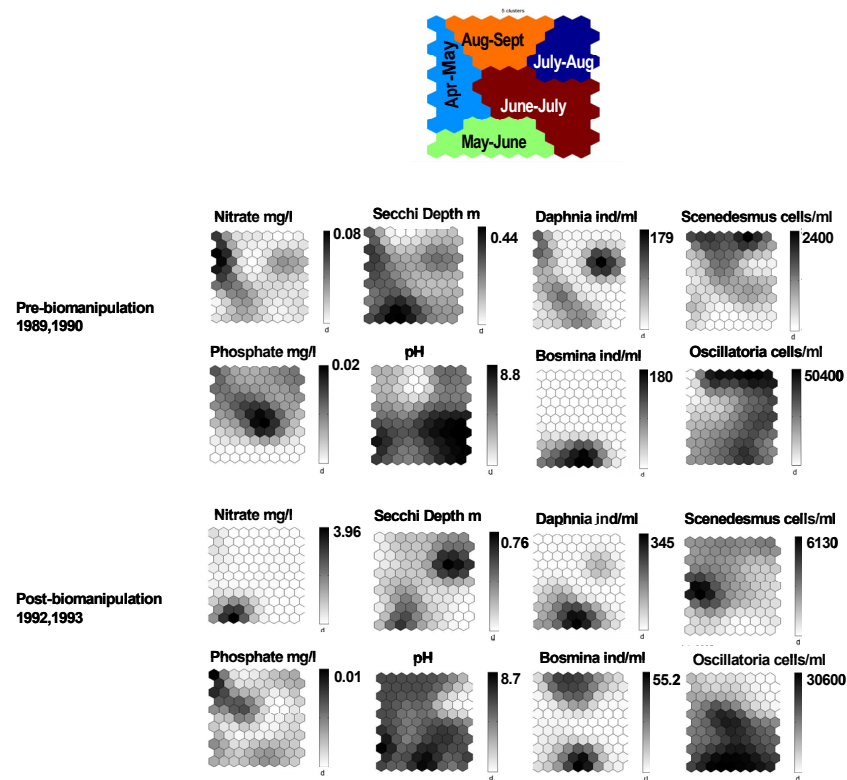 5 clusters
Aug-Sept
Apr-May
July-Aug
June-July
May-June
Pre-biomanipulation
1989,1990
Nitrate mg/l
0.08
d
Secchi Depth m
0.44
d
Daphnia ind/ml
179
d
Scenedesmus cells/ml
2400
d
Phosphate mg/l
0.02
d
pH
8.8
Bosmina ind/ml
180
d
Oscillatoria cells/ml
50400
d
Post-biomanipulation
1992,1993
Nitrate mg/l
3.96
d
Secchi Depth m
0.76
Daphnia ind/ml
345
d
Scenedesmus cells/ml
6130
d
Phosphate mg/l
0.01
d
pH
8.7
d
Bosmina ind/ml
55.2
d
Oscillatoria cells/ml
30600
d